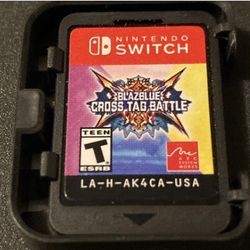 NINTENDO
SWITCH
BLAZBLUE
CROSS TAG BATTLE
TEEN
T
ESRB
ARC
SYSTEM
WORKS
LA-H-AK4CA-USA